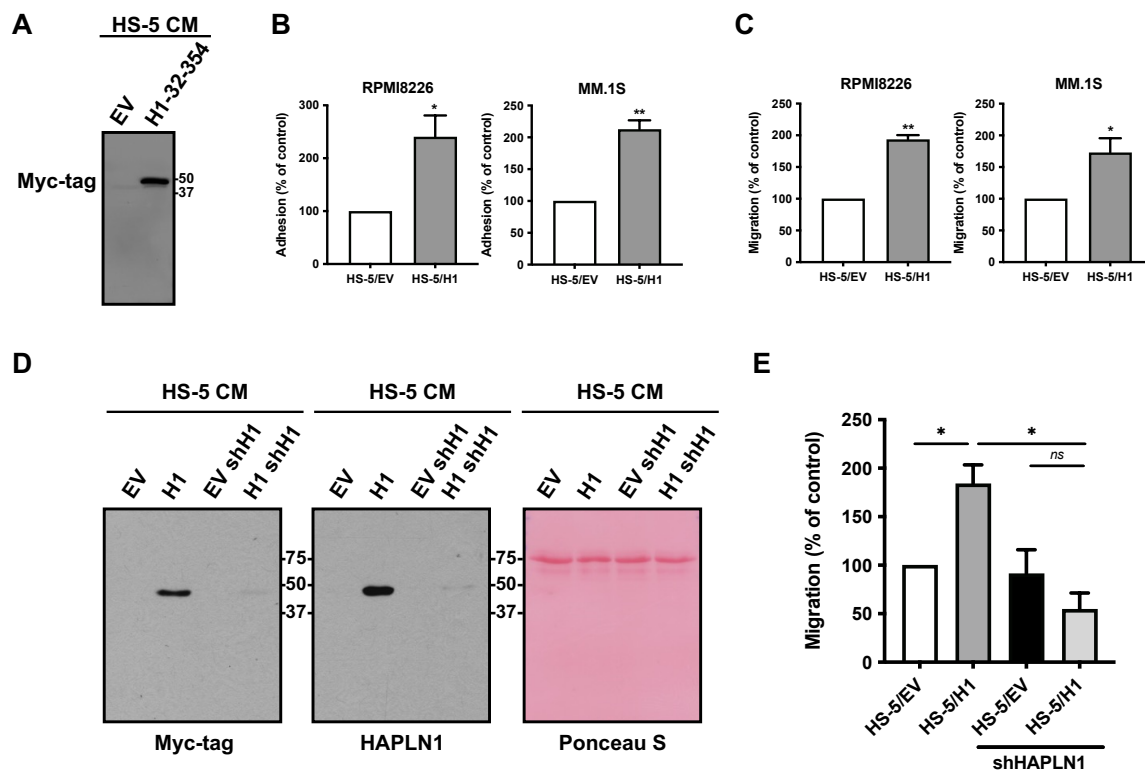 A
HS-5 CM
EV
H1-32-354
Myc-tag
-50
-37
B
RPMI8226
Adhesion (% of control)
300
250
200
150
100
50
0
*
HS-5/EV
HS-5/H1
MM.1S
Adhesion (% of control)
250
200
150
100
50
0
**
HS-5/EV
HS-5/H1
C
RPMI8226
Migration (% of control)
250
200
150
100
50
0
**
HS-5/EV
HS-5/H1
MM.1S
Migration (% of control)
250
200
150
100
50
0
*
HS-5/EV
HS-5/H1
D
HS-5 CM
EV
H1
EV shH1
H1 shH1
-75-
-50-
-37-
Myc-tag
HS-5 CM
EV
H1
EV shH1
H1 shH1
-75-
-50-
-37-
HAPLN1
HS-5 CM
EV
H1
EV shH1
H1 shH1
Ponceau S
E
Migration (% of control)
250
200
150
100
50
0
*
*
ns
HS-5/EV
HS-5/H1
HS-5/EV
HS-5/H1
shHAPLN1